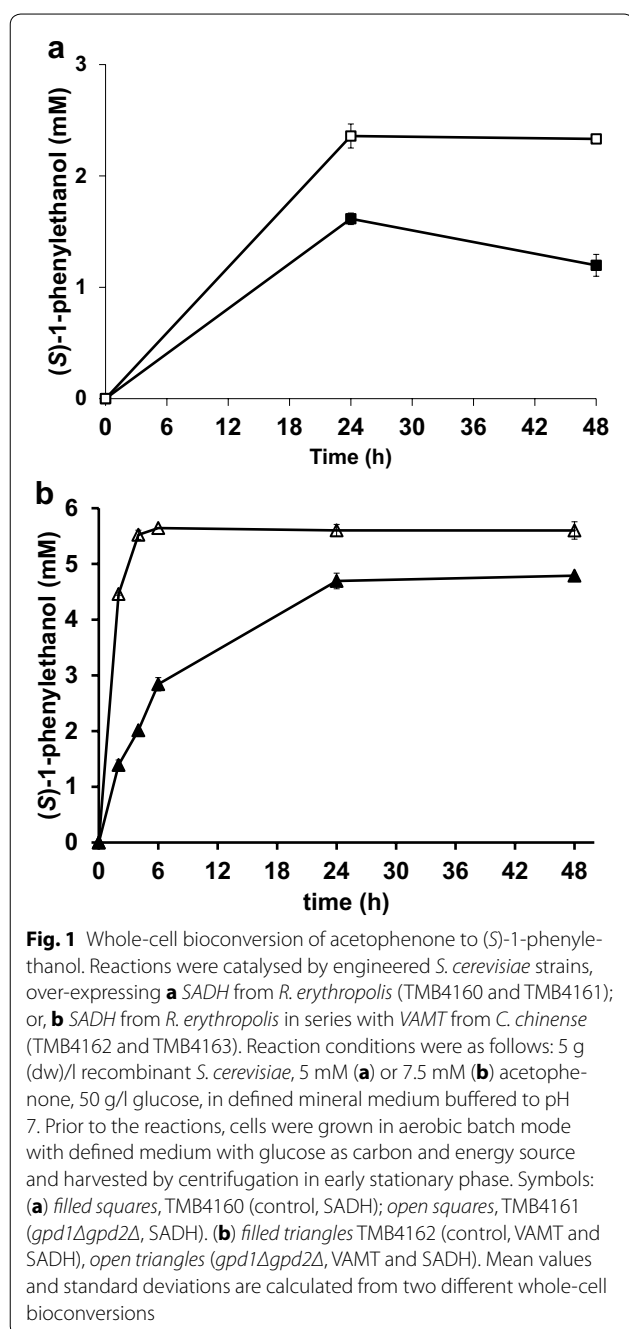 a
3
2
1
0
(S)-1-phenylethanol (mM)
0 6 12 18 24 30 36 42 48
Time (h)
b
6
5
4
3
2
1
0
(S)-1-phenylethanol (mM)
0 6 12 18 24 30 36 42 48
time (h)
Fig. 1 Whole-cell bioconversion of acetophenone to (S)-1-phenyle-
thanol. Reactions were catalysed by engineered S. cerevisiae strains,
over-expressing a SADH from R. erythropolis (TMB4160 and TMB4161);
or, b SADH from R. erythropolis in series with VAMT from C. chinense
(TMB4162 and TMB4163). Reaction conditions were as follows: 5 g
(dw)/l recombinant S. cerevisiae, 5 mM (a) or 7.5 mM (b) acetophe-
none, 50 g/l glucose, in defined mineral medium buffered to pH
7. Prior to the reactions, cells were grown in aerobic batch mode
with defined medium with glucose as carbon and energy source
and harvested by centrifugation in early stationary phase. Symbols:
(a) filled squares, TMB4160 (control, SADH); open squares, TMB4161
(gpd1Δgpd2Δ, SADH). (b) filled triangles TMB4162 (control, VAMT and
SADH), open triangles (gpd1Δgpd2Δ, VAMT and SADH). Mean values
and standard deviations are calculated from two different whole-cell
bioconversions